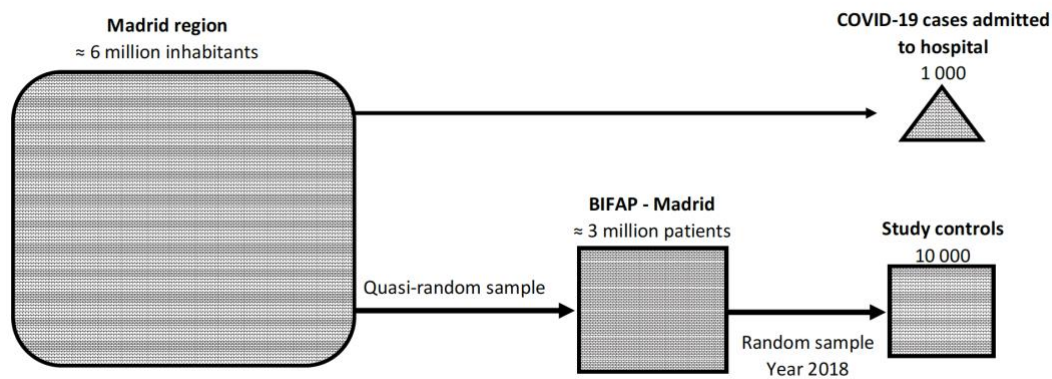 Madrid region
≈ 6 million inhabitants
COVID-19 cases admitted
to hospital
1 000
BIFAP - Madrid
≈ 3 million patients
Study controls
10 000
Quasi-random sample
Random sample
Year 2018